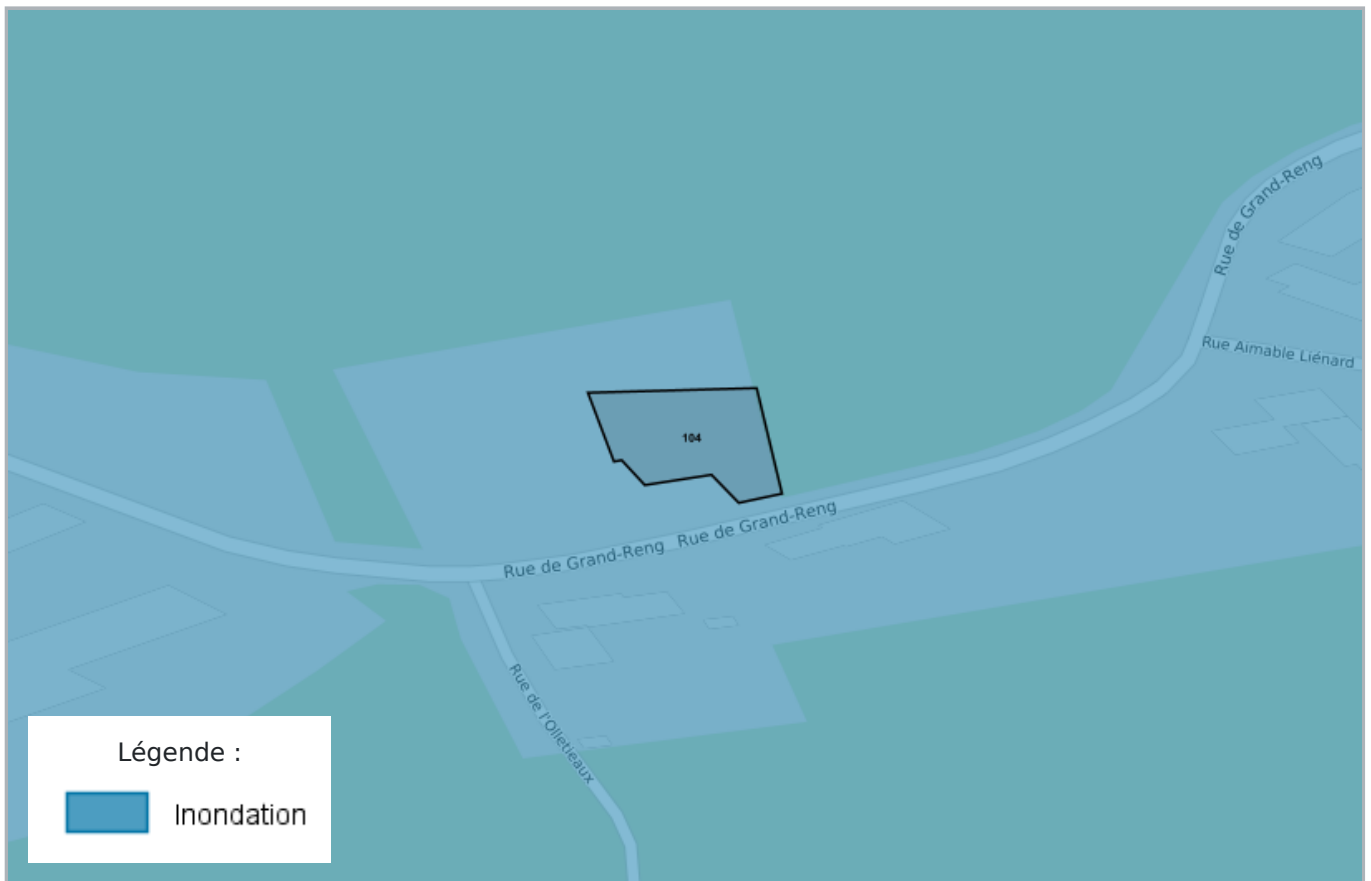 Rue de Grand-Reng
Rue Aimable Liénard
104
Rue de Grand-Reng
Rue de Grand-Reng
Rue de l'Olletieaux
Légende :
Inondation